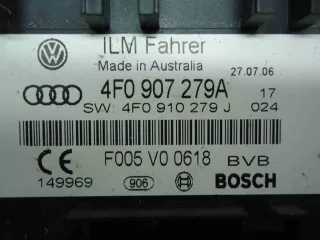 ILM Fahrer
Made in Australia
27.07.06
4F0 907 279A 17
SW: 4F0 910 279 J 024
F005 V0 0618 BVB
CE
149969 906 BOSCH